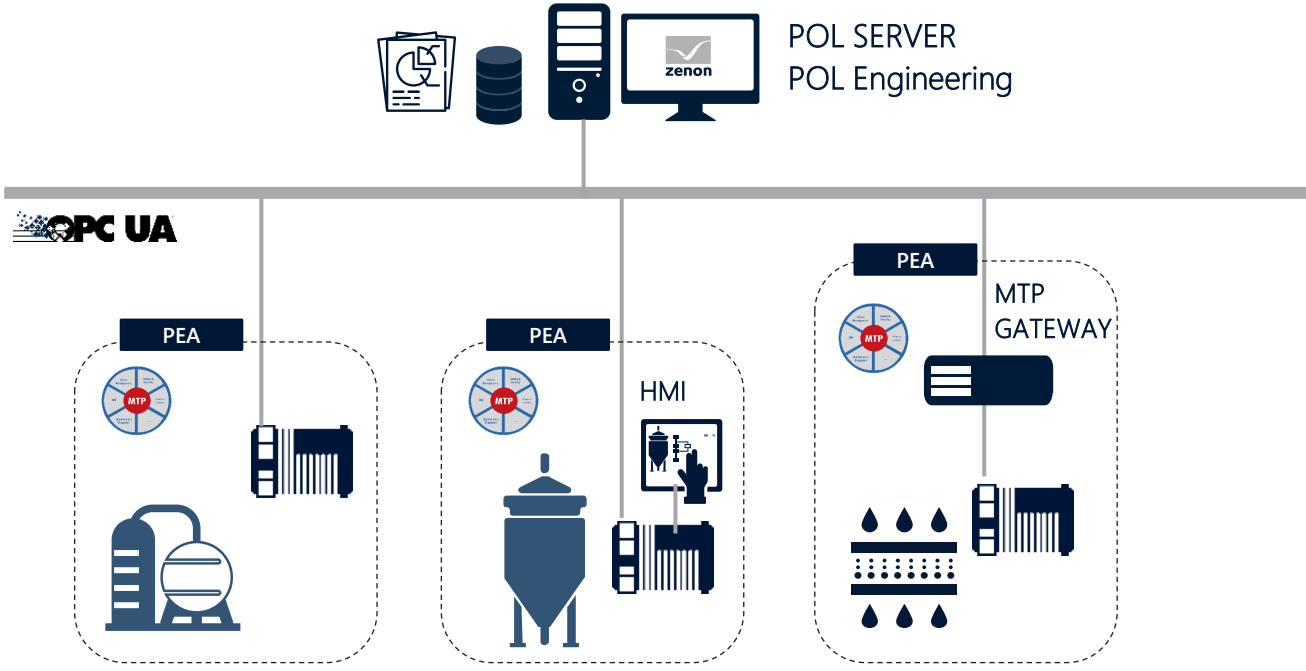 zenon
POL SERVER
POL Engineering
OPC UA
PEA
MTP
PEA
MTP
HMI
PEA
MTP
MTP
GATEWAY